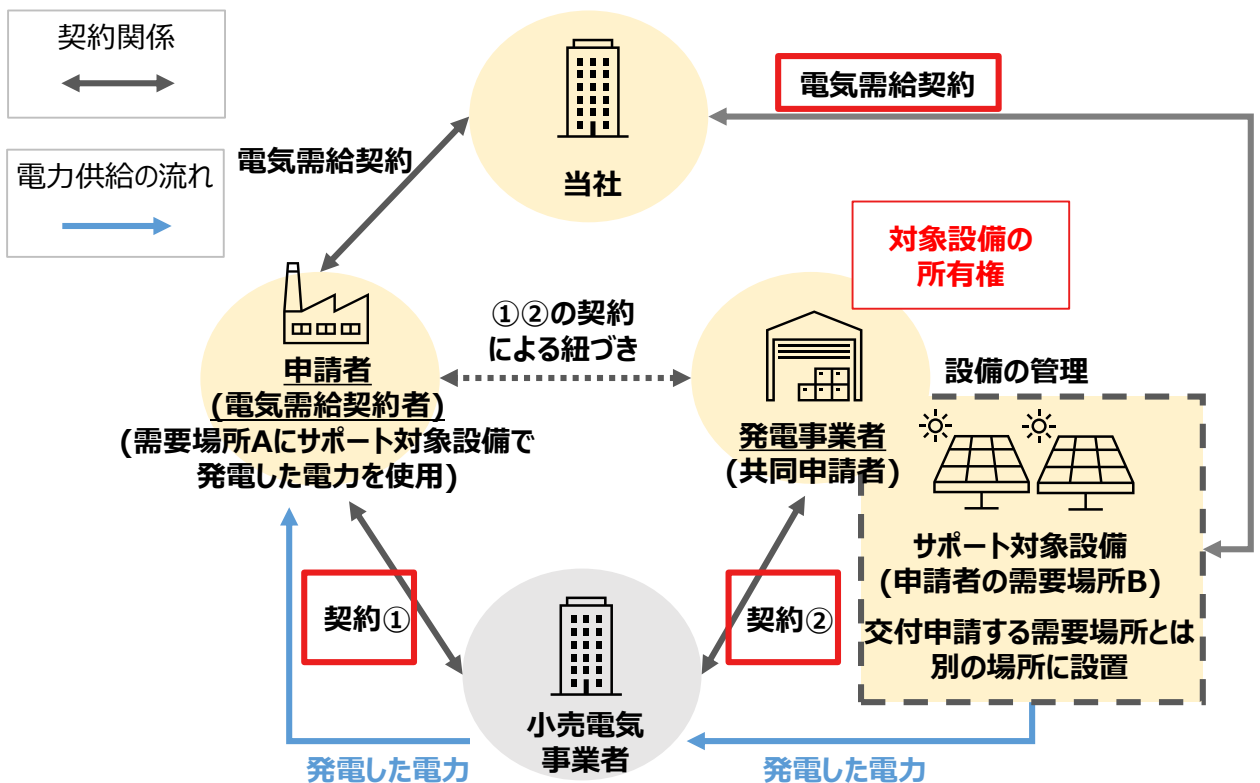 契約関係
電力供給の流れ
当社
電気需給契約
電気需給契約
対象設備の
所有権
①②の契約
による紐づき
申請者
(電気需給契約者)
(需要場所Aにサポート対象設備で
発電した電力を使用)
発電事業者
(共同申請者)
設備の管理
サポート対象設備
(申請者の需要場所B)
交付申請する需要場所とは
別の場所に設置
契約①
契約②
小売電気
事業者
発電した電力
発電した電力